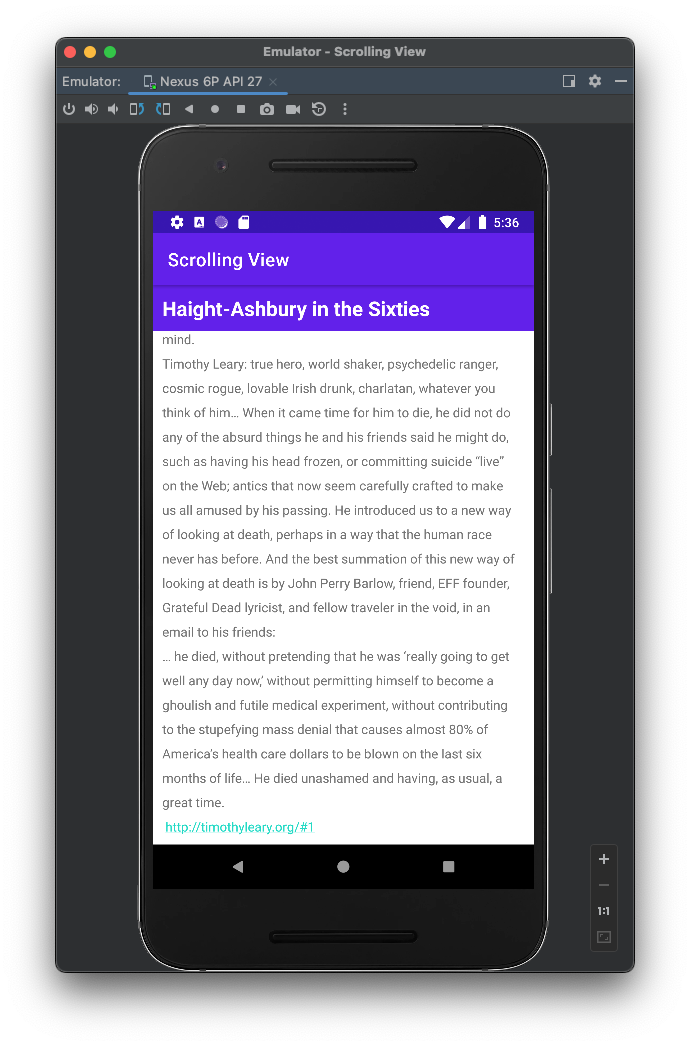 Emulator - Scrolling View
Emulator: Nexus 6P API 27
5:36
Scrolling View
Haight-Ashbury in the Sixties
mind.
Timothy Leary: true hero, world shaker, psychedelic ranger,
cosmic rogue, lovable Irish drunk, charlatan, whatever you
think of him… When it came time for him to die, he did not do
any of the absurd things he and his friends said he might do,
such as having his head frozen, or committing suicide “live”
on the Web; antics that now seem carefully crafted to make
us all amused by his passing. He introduced us to a new way
of looking at death, perhaps in a way that the human race
never has before. And the best summation of this new way of
looking at death is by John Perry Barlow, friend, EFF founder,
Grateful Dead lyricist, and fellow traveler in the void, in an
email to his friends:
… he died, without pretending that he was ‘really going to get
well any day now,’ without permitting himself to become a
ghoulish and futile medical experiment, without contributing
to the stupefying mass denial that causes almost 80% of
America’s health care dollars to be blown on the last six
months of life… He died unashamed and having, as usual, a
great time.
http://timothyleary.org/#1
1:1